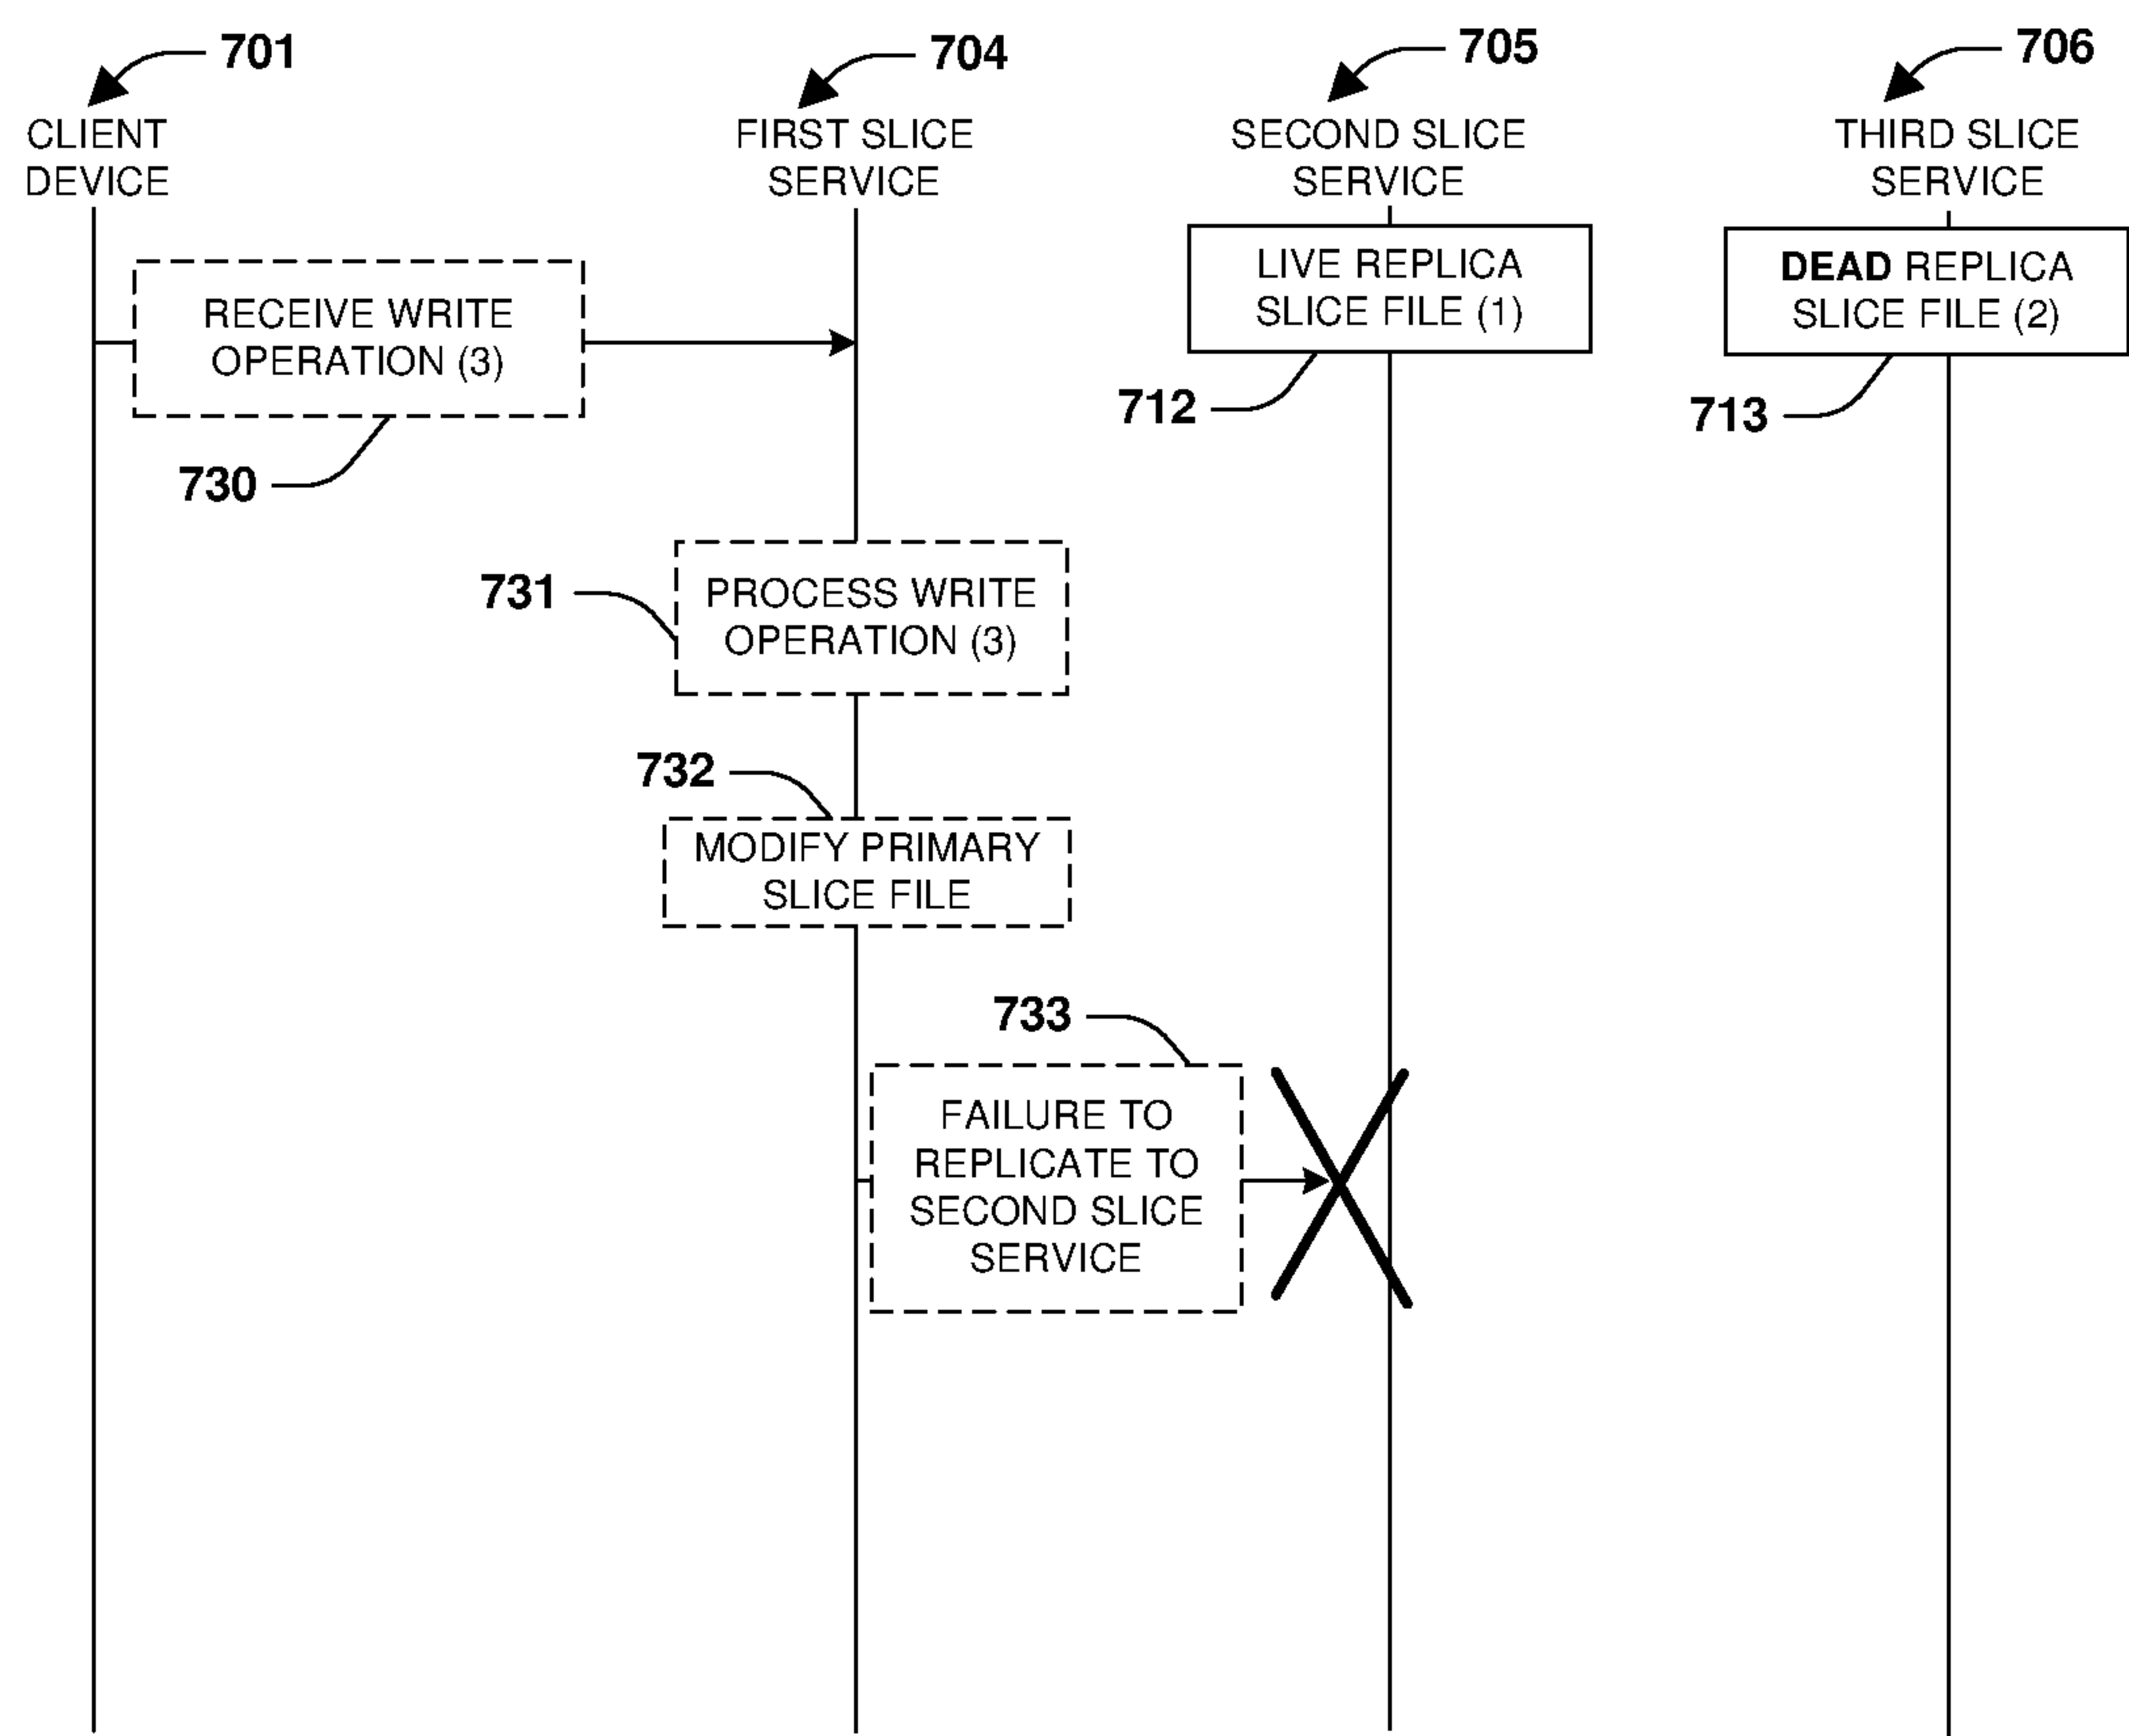 701
704
705
706
CLIENT
DEVICE
FIRST SLICE
SERVICE
SECOND SLICE
SERVICE
THIRD SLICE
SERVICE
RECEIVE WRITE
OPERATION (3)
LIVE REPLICA
SLICE FILE (1)
DEAD REPLICA
SLICE FILE (2)
712
713
730
731
PROCESS WRITE
OPERATION (3)
732
MODIFY PRIMARY
SLICE FILE
733
FAILURE TO
REPLICATE TO
SECOND SLICE
SERVICE